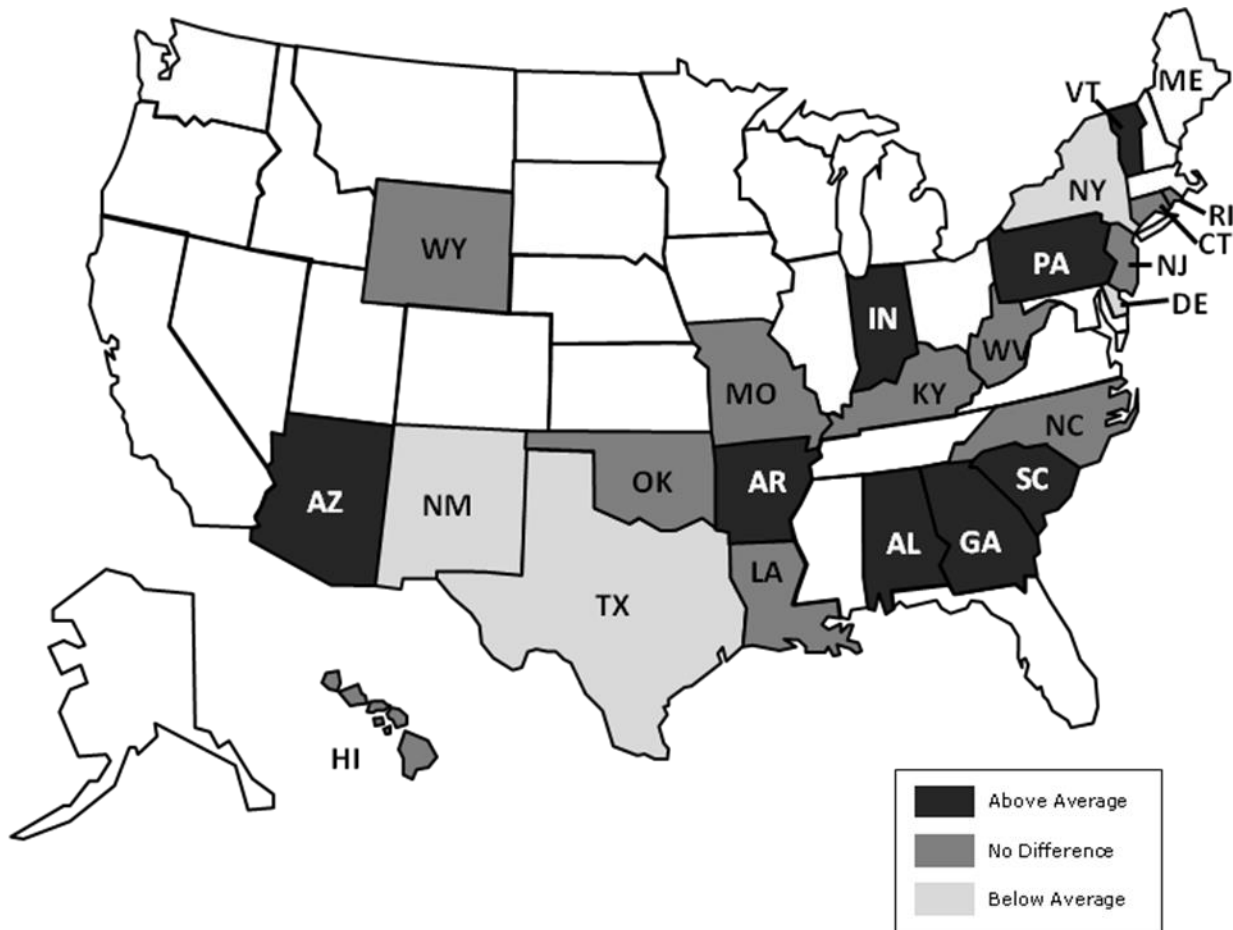 ME
VT
NY
WY
RI
CT
PA
NJ
DE
IN
WV
MO
KY
NC
OK
AR
SC
AZ
NM
AL
GA
LA
TX
HI
Above Average
No Difference
Below Average